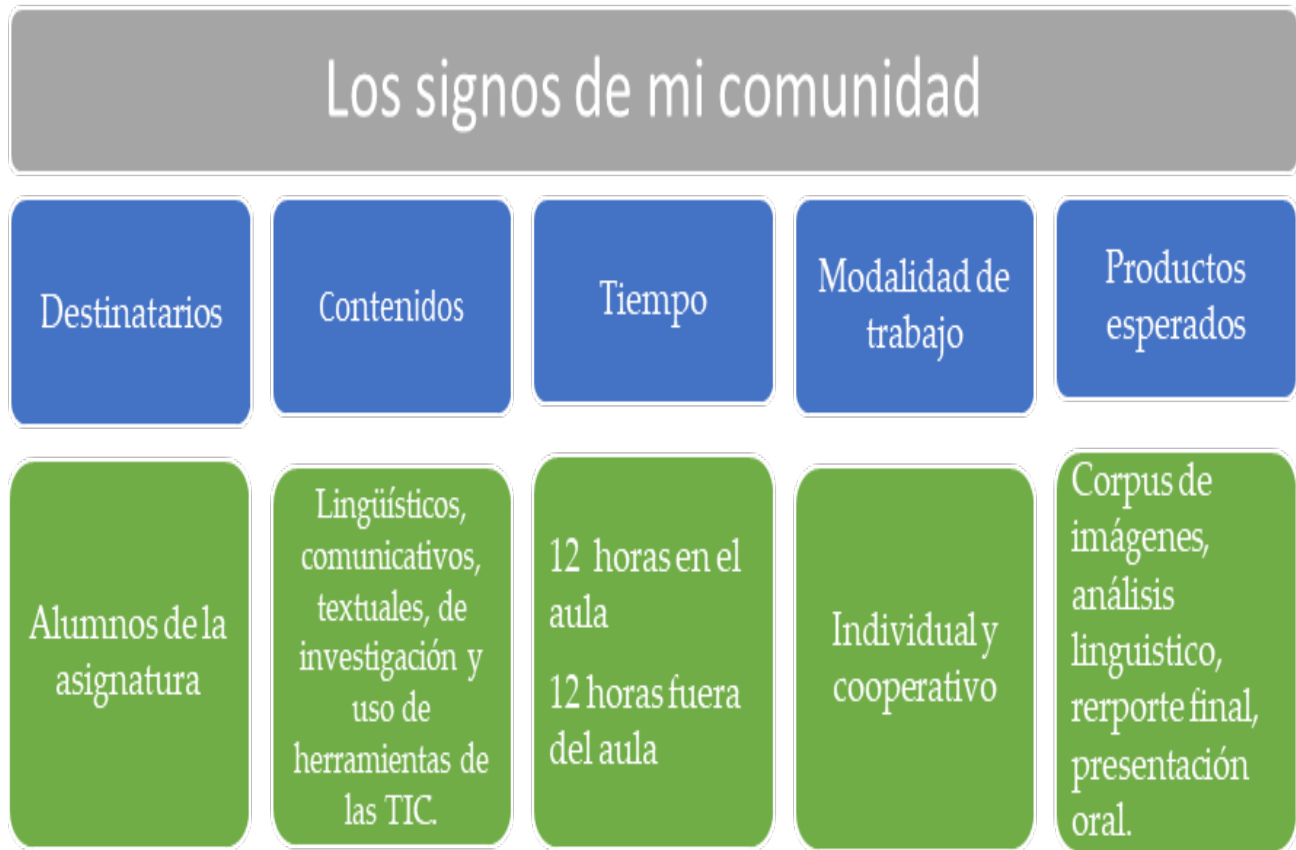 Los signos de mi comunidad
Destinatarios
Contenidos
Tiempo
Modalidad de
trabajo
Productos
esperados
Alumnos de la
asignatura
Lingüísticos,
comunicativos,
textuales, de
investigación y
uso de
herramientas de
las TIC.
12 horas en el
aula
12 horas fuera
del aula
Individual y
cooperativo
Corpus de
imágenes,
análisis
linguistico,
rerporte final,
presentación
oral.